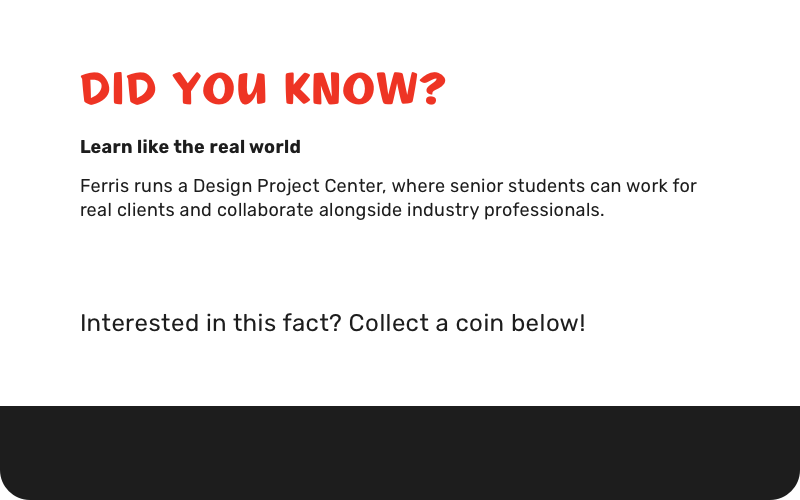 DID YOU KNOW?
Learn like the real world
Ferris runs a Design Project Center, where senior students can work for
real clients and collaborate alongside industry professionals.
Interested in this fact? Collect a coin below!